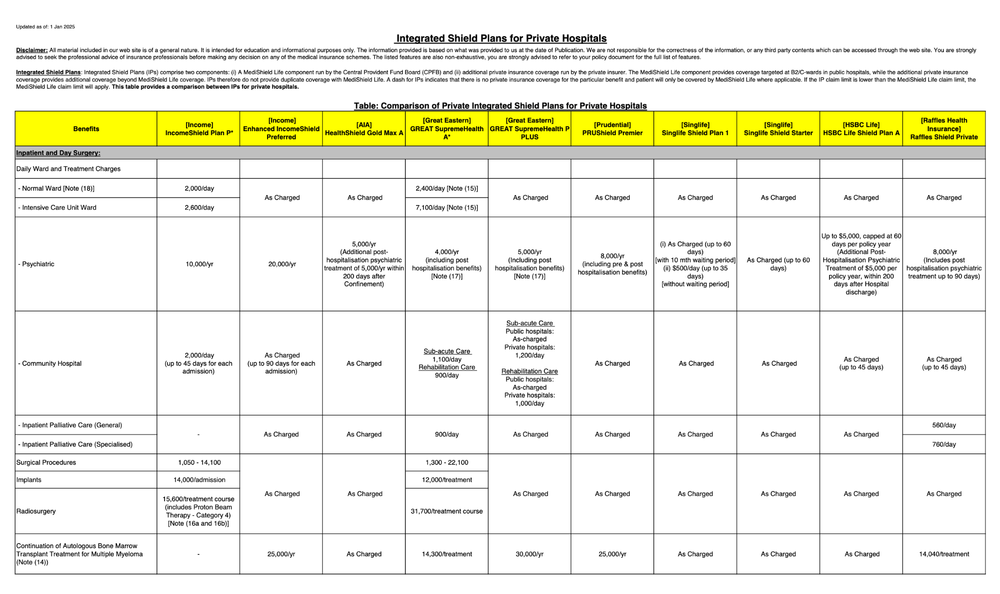 Updated as of: 1 Jan 2025
Integrated Shield Plans for Private Hospitals
Disclaimer: All material included in our web site is of a general nature. It is intended for education and informational purposes only. The information provided is based on what was provided to us at the date of Publication. We are not responsible for the correctness of the information, or any third party contents which can be accessed through the web site. You are strongly
advised to seek the professional advice of insurance professionals before making any decision on any of the medical insurance schemes. The listed features are also non-exhaustive, you are strongly advised to refer to your policy document for the full list of features.
Integrated Shield Plans: Integrated Shield Plans (IPs) comprise two components: (i) A MediShield Life component run by the Central Provident Fund Board (CPFB) and (ii) additional private insurance coverage run by the private insurer. The MediShield Life component provides coverage targeted at B2/C-wards in public hospitals, while the additional private insurance
coverage provides additional coverage beyond MediShield Life coverage. IPs therefore do not provide duplicate coverage with MediShield Life. A dash for IPs indicates that there is no private insurance coverage for the particular benefit and patient will only be covered by MediShield Life where applicable. If the IP claim limit is lower than the MediShield Life claim limit, the
MediShield Life claim limit will apply. This table provides a comparison between IPs for private hospitals.
Table: Comparison of Private Integrated Shield Plans for Private Hospitals
Benefits
[Income]
IncomeShield Plan P*
[Income]
Enhanced IncomeShield
Preferred
[AIA]
HealthShield Gold Max A
[Great Eastern]
GREAT SupremeHealth
A*
[Great Eastern]
GREAT SupremeHealth P
PLUS
[Prudential]
PRUShield Premier
[Singlife]
Singlife Shield Plan 1
[Singlife]
Singlife Shield Starter
[HSBC Life]
HSBC Life Shield Plan A
[Raffles Health
Insurance]
Raffles Shield Private
Inpatient and Day Surgery:
Daily Ward and Treatment Charges
- Normal Ward [Note (18)]
2,000/day
As Charged
As Charged
2,400/day [Note (15)]
As Charged
As Charged
As Charged
As Charged
As Charged
As Charged
- Intensive Care Unit Ward
2,600/day
7,100/day [Note (15)]
- Psychiatric
10,000/yr
20,000/yr
5,000/yr
(Additional post-
hospitalisation psychiatric
treatment of 5,000/yr within
200 days after
Confinement)
4,000/yr
(including post
hospitalisation benefits)
[Note (17)]
5,000/yr
(Including post
hospitalisation benefits)
[Note (17)]
8,000/yr
(including pre & post
hospitalisation benefits)
(i) As Charged (up to 60
days)
[with 10 mth waiting period]
(ii) $500/day (up to 35
days)
[without waiting period]
As Charged (up to 60
days)
Up to $5,000, capped at 60
days per policy year
(Additional Post-
Hospitalisation Psychiatric
Treatment of $5,000 per
policy year, within 200
days after Hospital
discharge)
8,000/yr
(Includes post
hospitalisation psychiatric
treatment up to 90 days)
- Community Hospital
2,000/day
(up to 45 days for each
admission)
As Charged
(up to 90 days for each
admission)
As Charged
Sub-acute Care
1,100/day
Rehabilitation Care
900/day
Sub-acute Care
Public hospitals:
As-charged
Private hospitals:
1,200/day
Rehabilitation Care
Public hospitals:
As-charged
Private hospitals:
1,000/day
As Charged
As Charged
As Charged
As Charged
(up to 45 days)
As Charged
(up to 45 days)
- Inpatient Palliative Care (General)
-
As Charged
As Charged
900/day
As Charged
As Charged
As Charged
As Charged
As Charged
560/day
- Inpatient Palliative Care (Specialised)
760/day
Surgical Procedures
1,050 - 14,100
As Charged
As Charged
1,300 - 22,100
As Charged
As Charged
As Charged
As Charged
As Charged
As Charged
Implants
14,000/admission
12,000/treatment
Radiosurgery
15,600/treatment course
(includes Proton Beam
Therapy - Category 4)
[Note (16a and 16b)]
31,700/treatment course
Continuation of Autologous Bone Marrow
Transplant Treatment for Multiple Myeloma
(Note (14))
-
25,000/yr
As Charged
14,300/treatment
30,000/yr
25,000/yr
As Charged
As Charged
As Charged
14,040/treatment